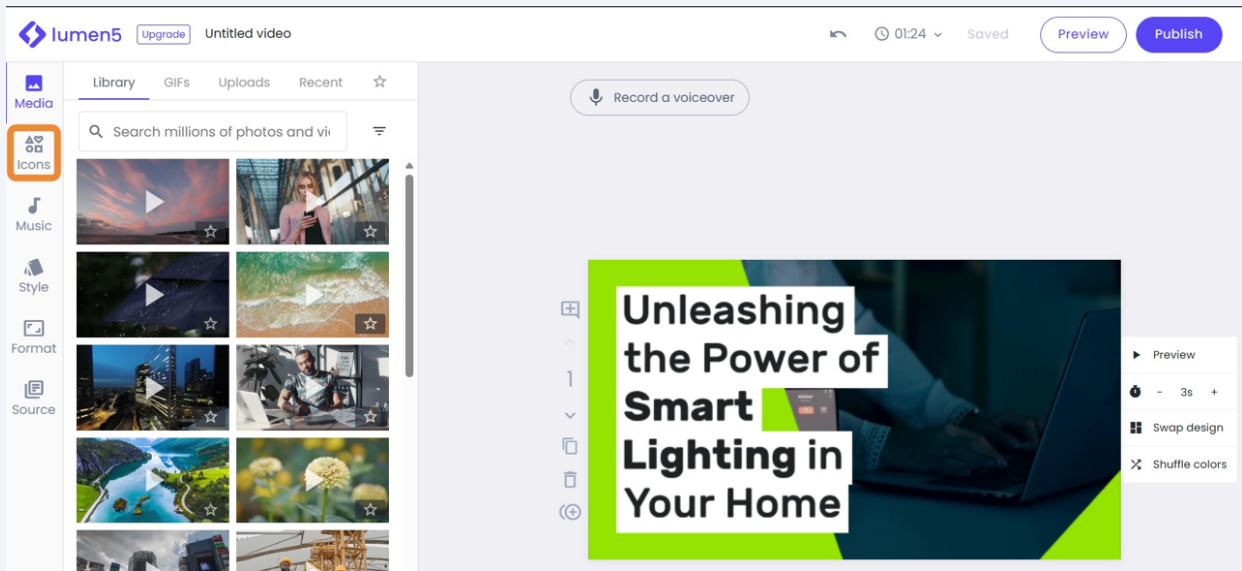 lumen5
Upgrade
Untitled video
01:24
Saved
Preview
Publish
Media
Icons
Music
Style
Format
Source
Library
GIFs
Uploads
Recent
Search millions of photos and vi
Record a voiceover
1
Unleashing
the Power of
Smart
Lighting in
Your Home
Preview
- 3s +
Swap design
Shuffle colors